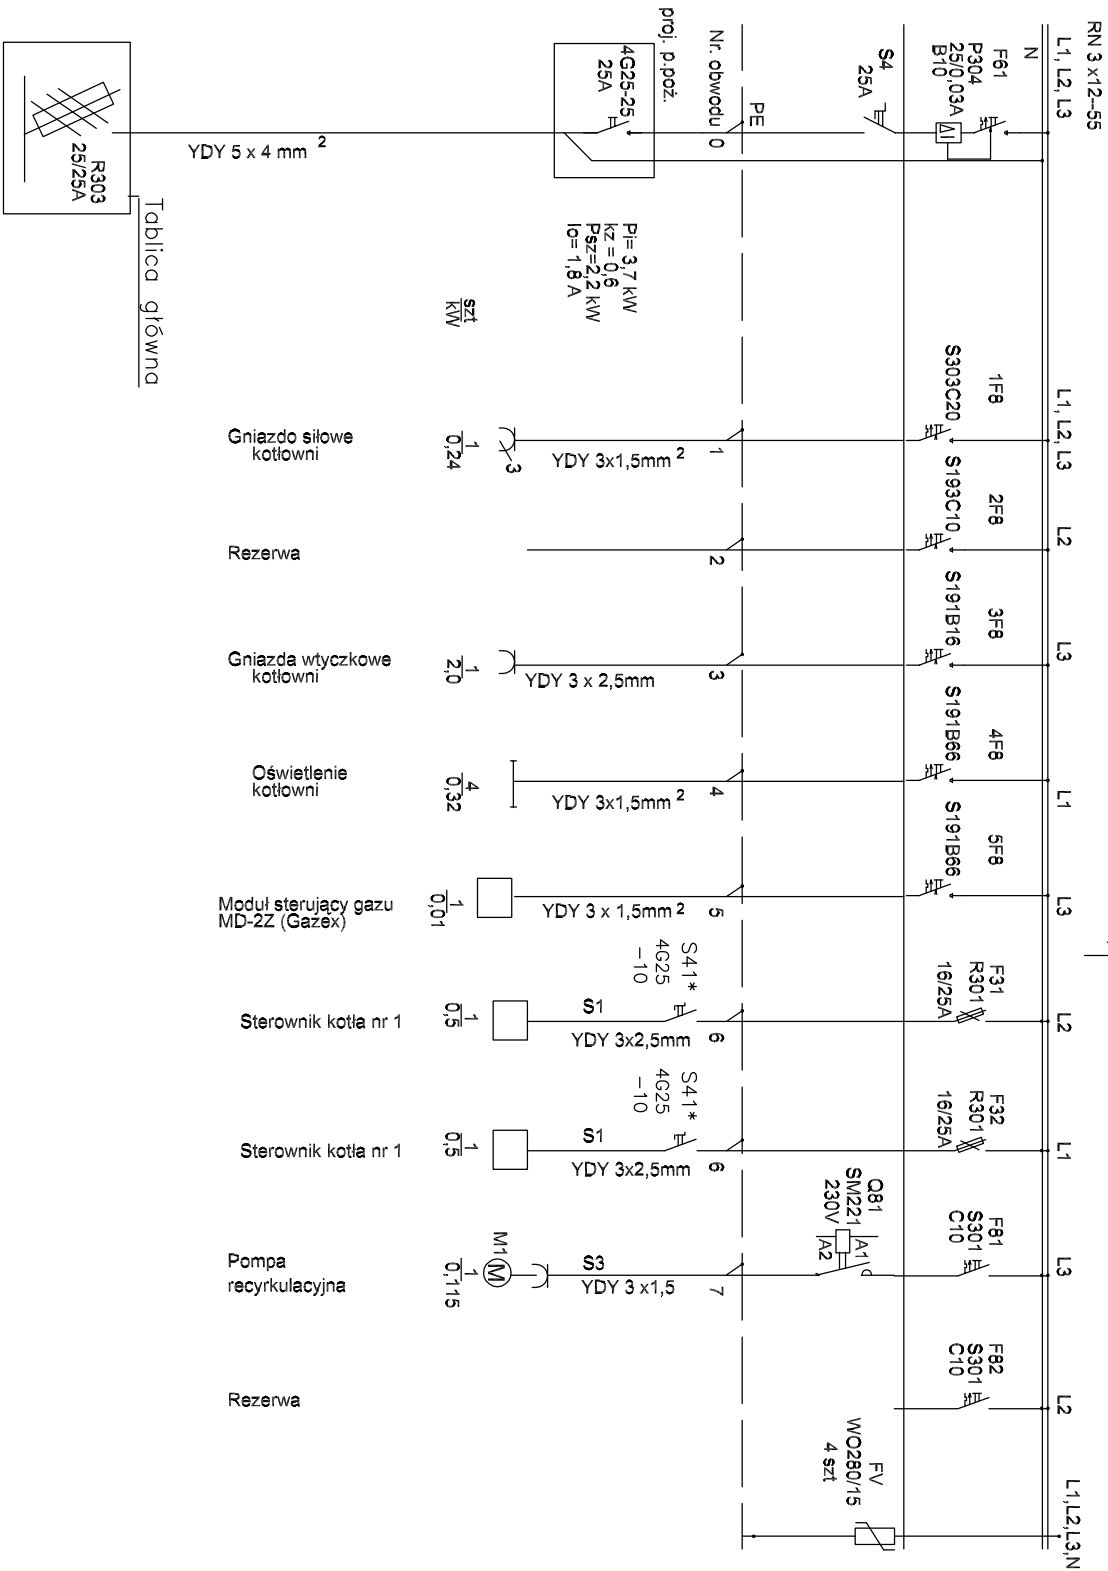 RN 3 x12-55
L1, L2, L3
N
F61
P304
25/0,03A
B10
S4
25A
PE
Nr. obwodu
0
proj. p.poż.
4G25-25
25A
YDY 5 x 4 mm 2
R303
25/25A
Tablica główna
Pi= 3,7 kW
kz = 0,6
Psz=2,2 kW
Io= 1,8 A
szt
kW
L1, L2, L3
1F8
S303C20
1
YDY 3x1,5mm 2
3
1
0,24
Gniazdo siłowe
kotłowni
L2
2F8
S193C10
2
Rezerwa
L3
3F8
S191B16
3
YDY 3 x 2,5mm
1
2,0
Gniazda wtyczkowe
kotłowni
L1
4F8
S191B66
4
YDY 3x1,5mm 2
4
0,32
Oświetlenie
kotłowni
L3
5F8
S191B66
5
YDY 3 x 1,5mm 2
1
0,01
Moduł sterujący gazu
MD-2Z (Gazex)
L2
F31
R301
16/25A
S41*
4G25
-10
6
S1
YDY 3x2,5mm
1
0,5
Sterownik kotła nr 1
L1
F32
R301
16/25A
S41*
4G25
-10
6
S1
YDY 3x2,5mm
1
0,5
Sterownik kotła nr 1
L3
F81
S301
C10
Q81
SM221
230V
A1
A2
7
S3
YDY 3 x1,5
M1
M
1
0,115
Pompa
recyrkulacyjna
L2
F82
S301
C10
Rezerwa
L1,L2,L3,N
FV
WO280/15
4 szt